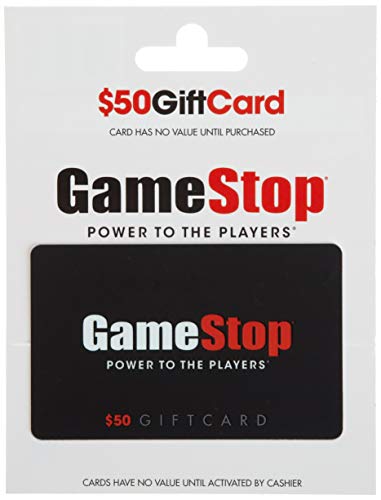 $50GiftCard
CARD HAS NO VALUE UNTIL PURCHASED
GameStop®
POWER TO THE PLAYERS®
GameStop
POWER TO THE PLAYERS®
$50 GIFTCARD
CARDS HAVE NO VALUE UNTIL ACTIVATED BY CASHIER